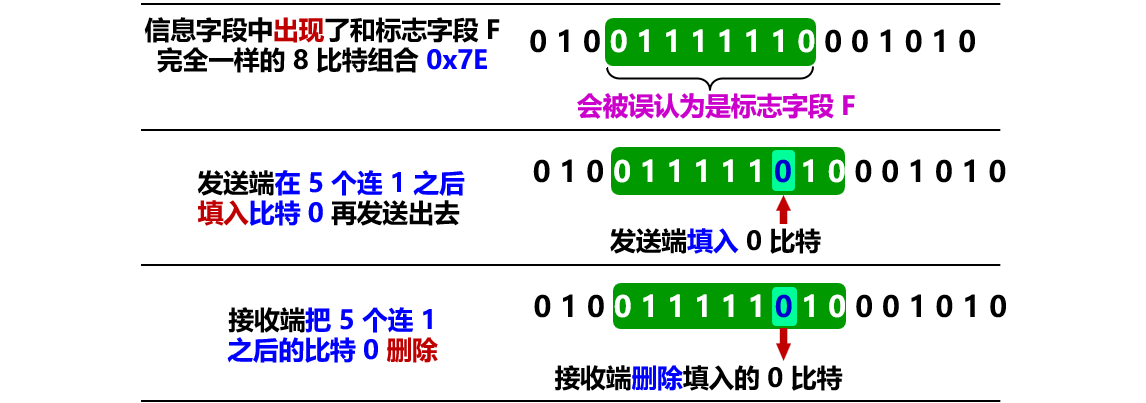 信息字段中出现了和标志字段 F
完全一样的 8 比特组合 0x7E
0 1 0 0 1 1 1 1 1 1 0 0 0 1 0 1 0
会被误认为是标志字段 F
发送端在 5 个连 1 之后
填入比特 0 再发送出去
0 1 0 0 1 1 1 1 1 0 1 0 0 0 1 0 1 0
发送端填入 0 比特
接收端把 5 个连 1
之后的比特 0 删除
0 1 0 0 1 1 1 1 1 0 1 0 0 0 1 0 1 0
接收端删除填入的 0 比特